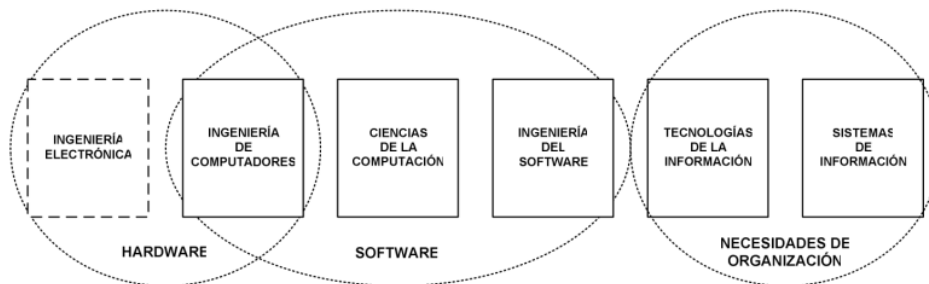 INGENIERÍA
ELECTRÓNICA
INGENIERÍA
DE
COMPUTADORES
CIENCIAS
DE LA
COMPUTACIÓN
INGENIERÍA
DEL
SOFTWARE
TECNOLOGÍAS
DE LA
INFORMACIÓN
SISTEMAS
DE
INFORMACIÓN
HARDWARE
SOFTWARE
NECESIDADES DE
ORGANIZACIÓN